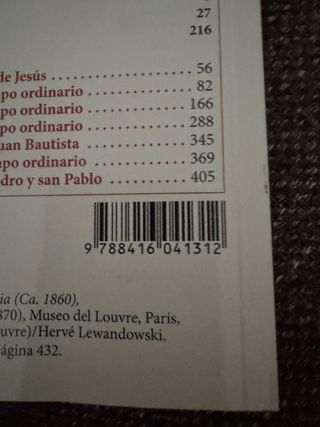 27
216
de Jesús 56
po ordinario 82
po ordinario 166
po ordinario 288
uan Bautista 345
po ordinario 369
dro y san Pablo 405
9 788416 041312
ia (Ca. 1860),
870), Museo del Louvre, París,
uvre)/Hervé Lewandowski.
ágina 432.